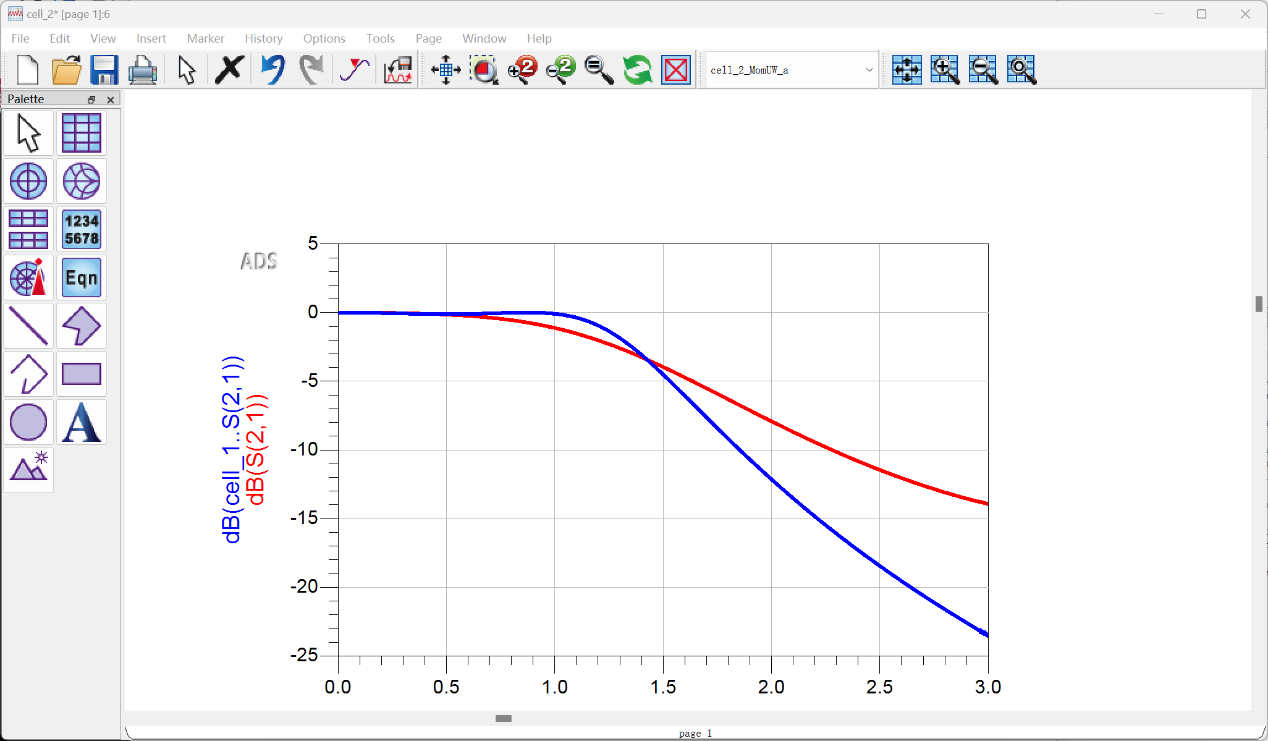 cell_2* [page 1]:6
File Edit View Insert Marker History Options Tools Page Window Help
2 2 cell_2_MomUW_a
Palette
1234
5678
Eqn
A
ADS
dB(cell_1..S(2,1))
dB(S(2,1))
5
0
-5
-10
-15
-20
-25
0.0 0.5 1.0 1.5 2.0 2.5 3.0
page 1